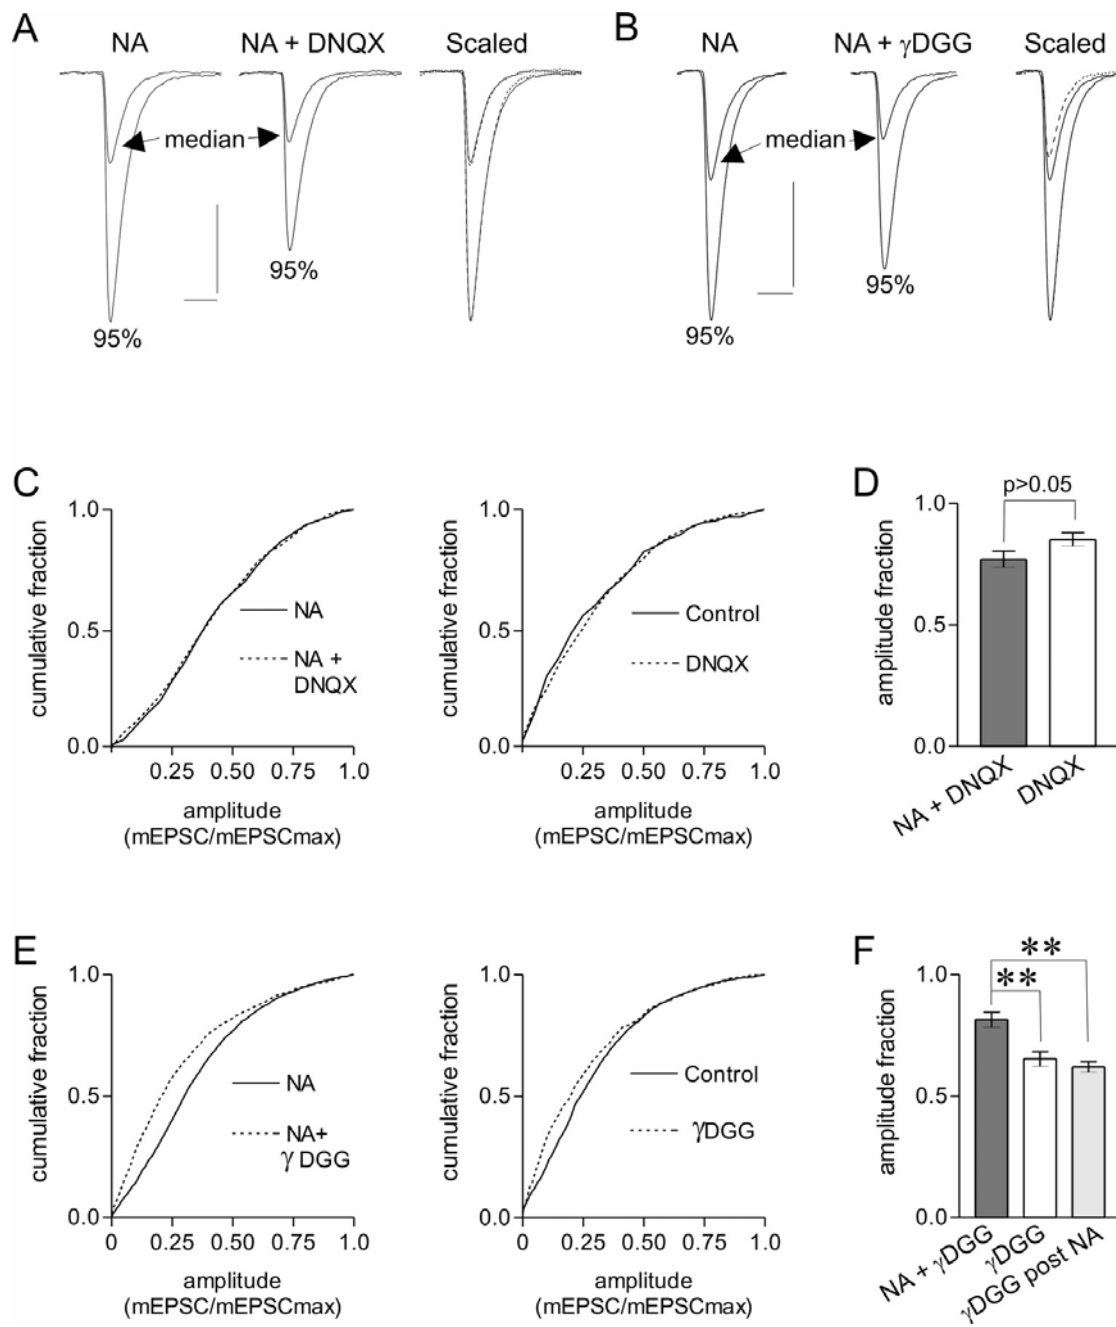 A
NA
NA + DNQX
Scaled
median
95%
95%
B
NA
NA + γDGG
Scaled
median
95%
95%
C
1.0
0.5
0.0
cumulative fraction
NA
NA +
DNQX
0.25 0.50 0.75 1.0
amplitude
(mEPSC/mEPSCmax)
1.0
0.5
0.0
cumulative fraction
Control
DNQX
0.25 0.50 0.75 1.0
amplitude
(mEPSC/mEPSCmax)
D
p>0.05
1.0
0.5
0.0
amplitude fraction
NA + DNQX
DNQX
E
1.0
0.5
0.0
cumulative fraction
NA
NA+
γ DGG
0 0.25 0.50 0.75 1.0
amplitude
(mEPSC/mEPSCmax)
1.0
0.5
0.0
cumulative fraction
Control
γDGG
0 0.25 0.50 0.75 1.0
amplitude
(mEPSC/mEPSCmax)
F
**
**
1.0
0.5
0.0
amplitude fraction
NA + γDGG
γDGG
γDGG post NA